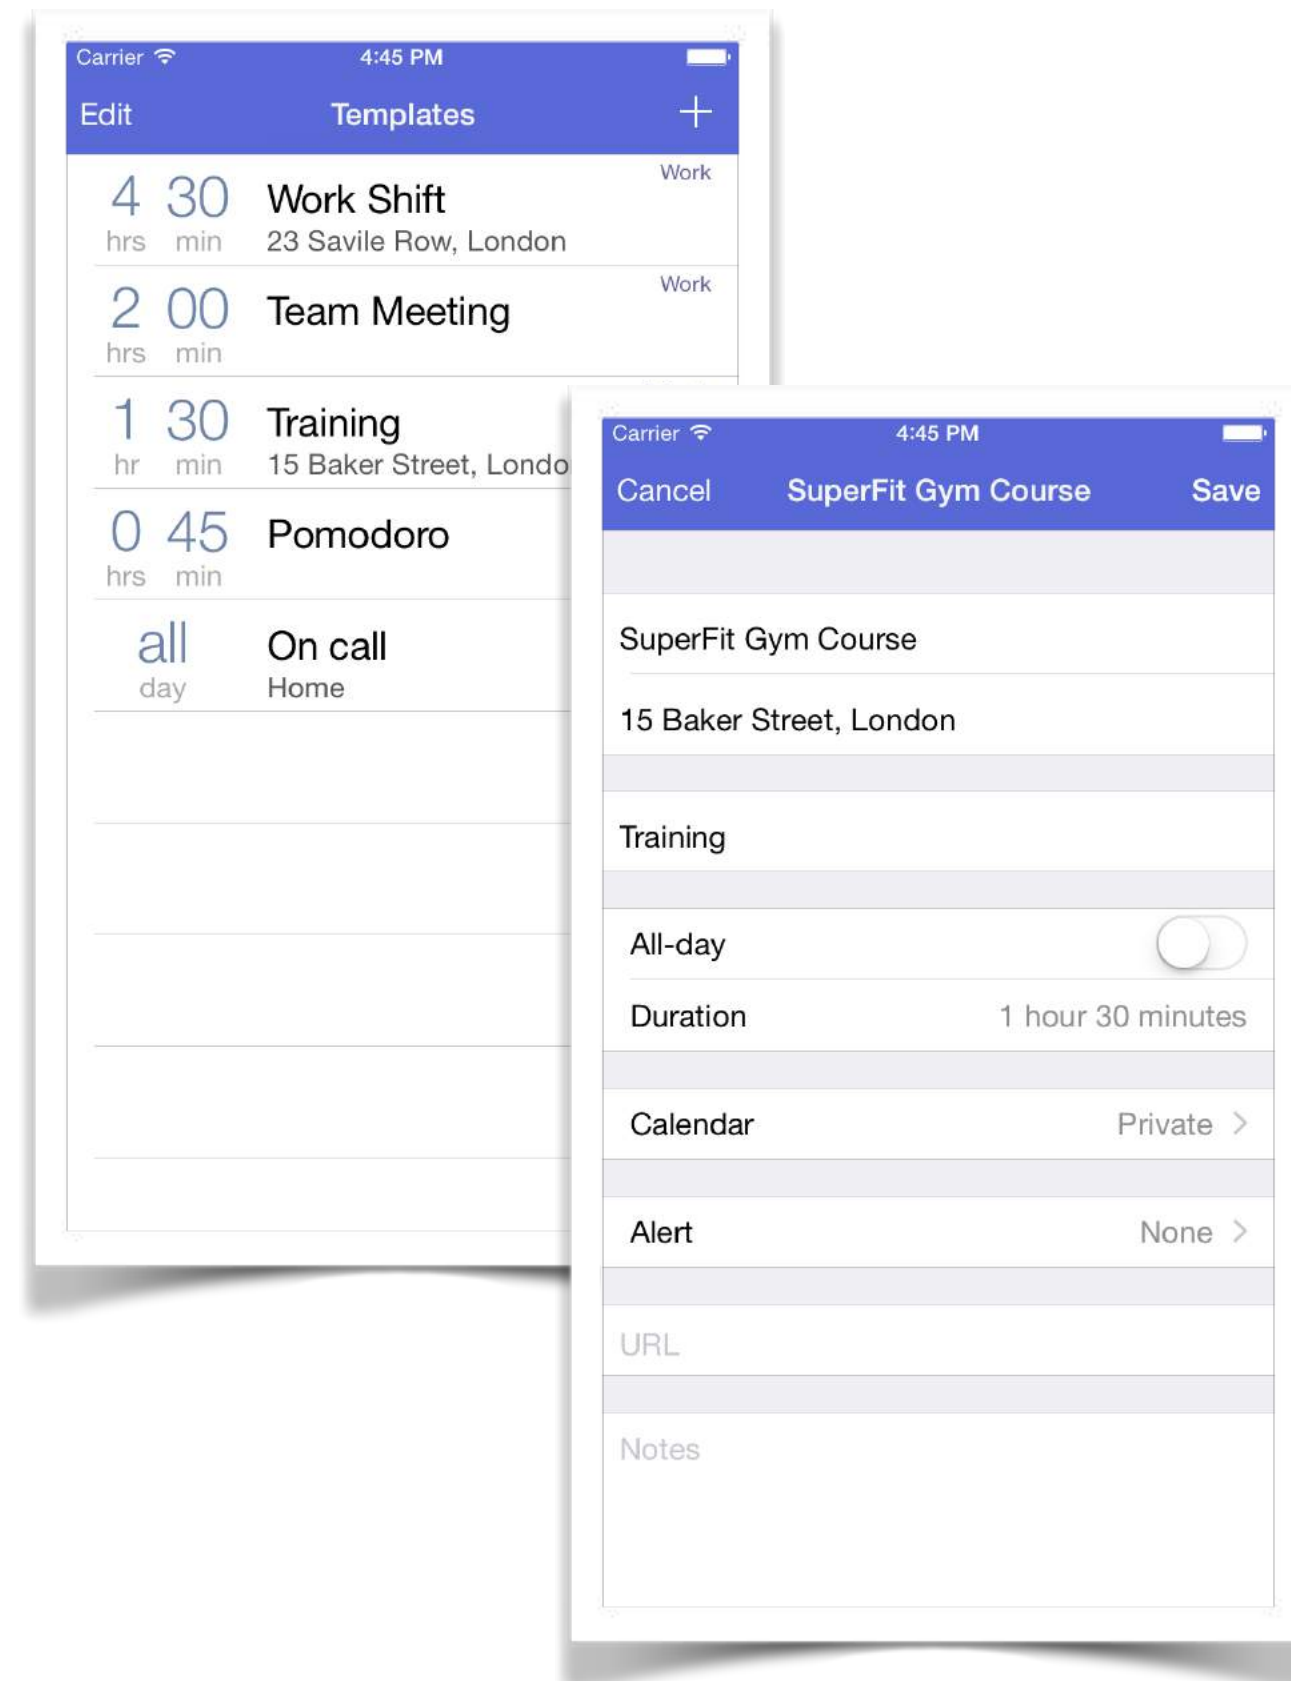 Carrier 4:45 PM
Edit Templates +
Work
4 30 Work Shift
hrs min 23 Savile Row, London
Work
2 00 Team Meeting
hrs min
1 30 Training
hr min 15 Baker Street, Londo
0 45 Pomodoro
hrs min
all On call
day Home
Carrier 4:45 PM
Cancel SuperFit Gym Course Save
SuperFit Gym Course
15 Baker Street, London
Training
All-day
Duration 1 hour 30 minutes
Calendar Private >
Alert None >
URL
Notes